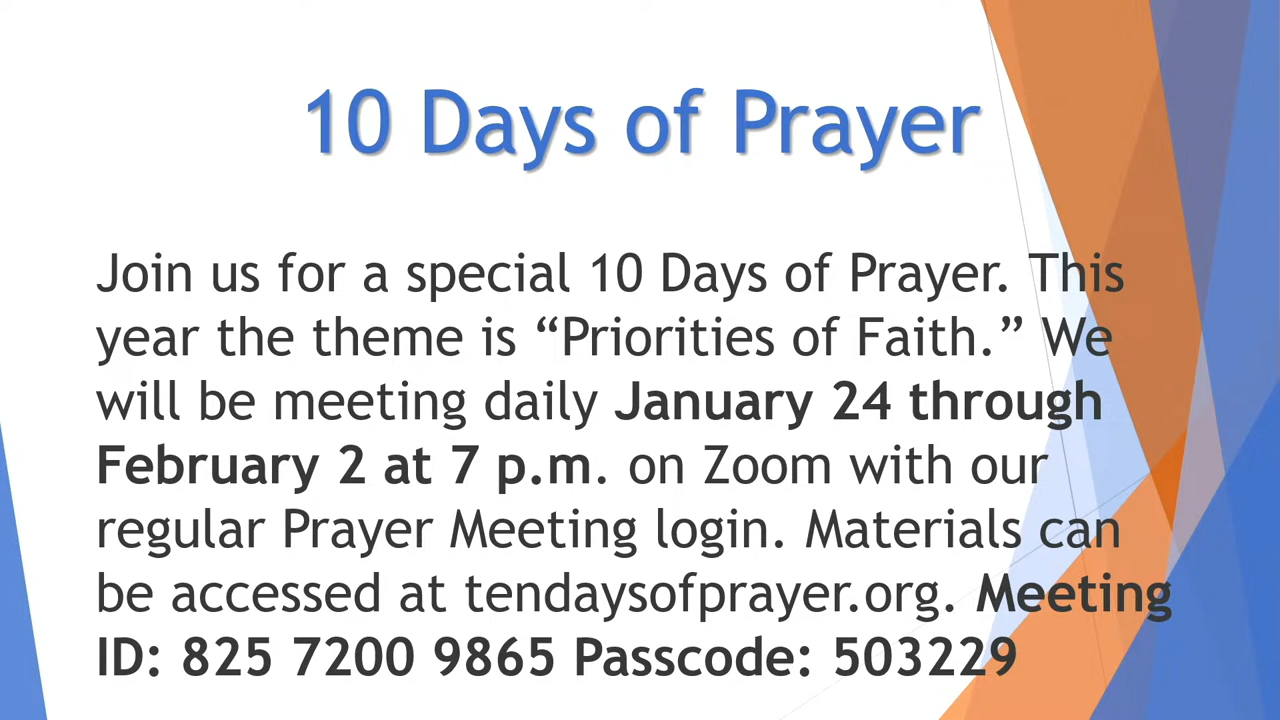 10 Days of Prayer
Join us for a special 10 Days of Prayer. This
year the theme is “Priorities of Faith.” We
will be meeting daily January 24 through
February 2 at 7 p.m. on Zoom with our
regular Prayer Meeting login. Materials can
be accessed at tendaysofprayer.org. Meeting
ID: 825 7200 9865 Passcode: 503229